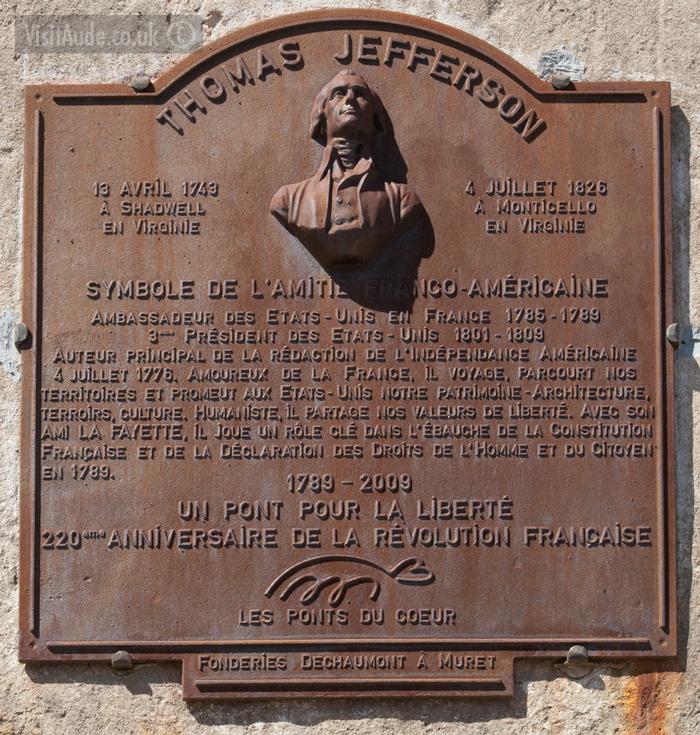 VisitAude.co.uk ©
THOMAS JEFFERSON
13 AVRIL 1743
À SHADWELL
EN VIRGINIE
4 JUILLET 1826
À MONTICELLO
EN VIRGINIE
SYMBOLE DE L'AMITIE FRANCO-AMÉRICAINE
AMBASSADEUR DES ETATS-UNIS EN FRANCE 1785-1789
3ème PRÉSIDENT DES ETATS-UNIS 1801-1809
AUTEUR PRINCIPAL DE LA RÉDACTION DE L'INDÉPENDANCE AMÉRICAINE
4 JUILLET 1776. AMOUREUX DE LA FRANCE, IL VOYAGE, PARCOURT NOS
TERRITOIRES ET PROMEUT AUX ETATS-UNIS NOTRE PATRIMOINE-ARCHITECTURE,
TERROIRS, CULTURE. HUMANISTE, IL PARTAGE NOS VALEURS DE LIBERTÉ. AVEC SON
AMI LA FAYETTE, IL JOUE UN RÔLE CLÉ DANS L'ÉBAUCHE DE LA CONSTITUTION
FRANÇAISE ET DE LA DÉCLARATION DES DROITS DE L'HOMME ET DU CITOYEN
EN 1789.
1789-2009
UN PONT POUR LA LIBERTÉ
220ème ANNIVERSAIRE DE LA RÉVOLUTION FRANÇAISE
LES PONTS DU COEUR
FONDERIES DECHAUMONT À MURET